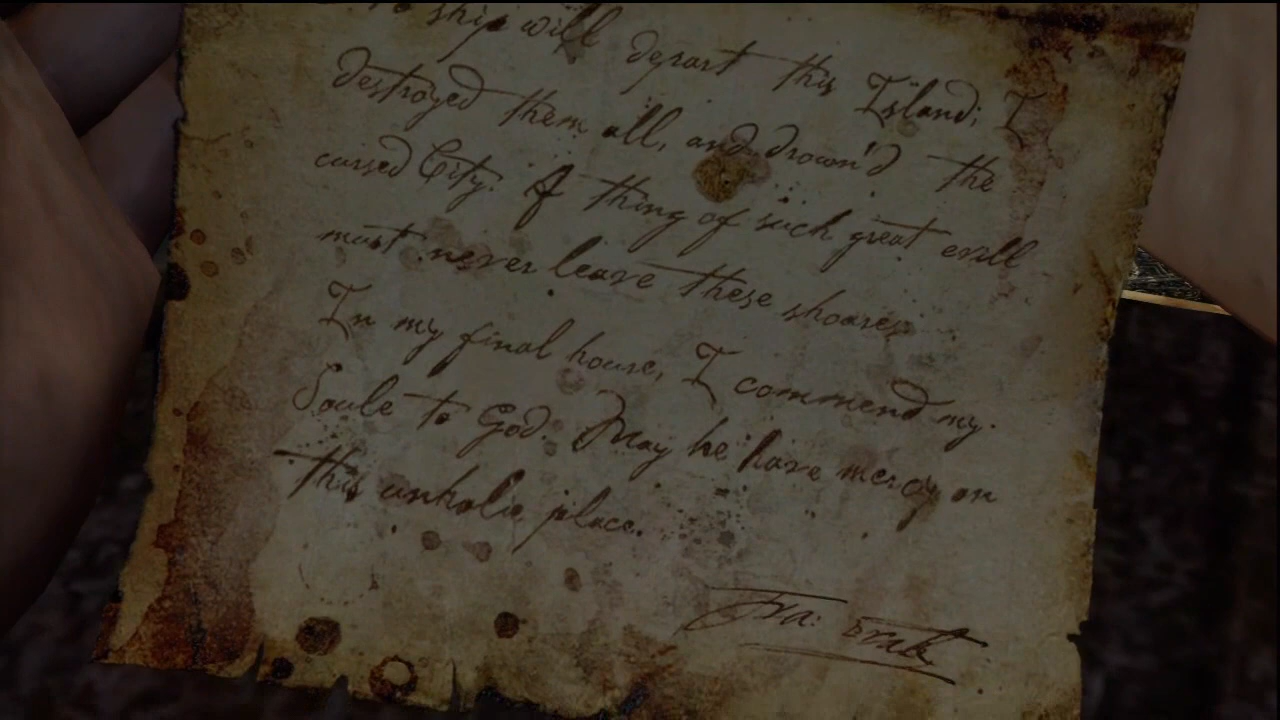 ship will depart this Island; I
destroyed them all, and drown'd the
cursed City. A thing of such great evill
must never leave these shoares
In my final houre, I commend my
Soule to God. May he have mercy on
this unholie place.
Fra: Drak